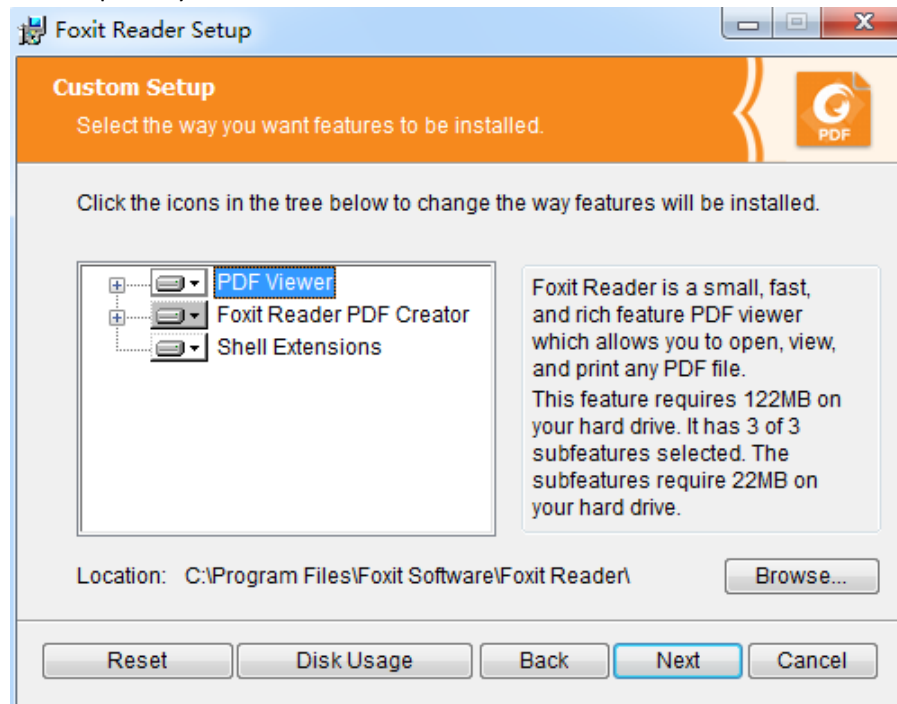 Foxit Reader Setup
Custom Setup
Select the way you want features to be installed.
PDF
Click the icons in the tree below to change the way features will be installed.
PDF Viewer
Foxit Reader PDF Creator
Shell Extensions
Foxit Reader is a small, fast,
and rich feature PDF viewer
which allows you to open, view,
and print any PDF file.
This feature requires 122MB on
your hard drive. It has 3 of 3
subfeatures selected. The
subfeatures require 22MB on
your hard drive.
Location: C:\Program Files\Foxit Software\Foxit Reader\
Browse...
Reset Disk Usage Back Next Cancel